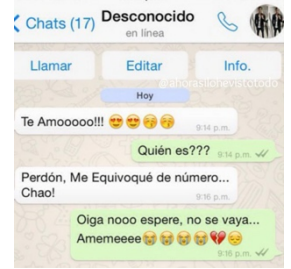 Chats (17) Desconocido
en línea
Llamar Editar Info.
@ahorasilohevistotodo
Hoy
Te Amooooo!!! 😍😍😚😚
9:14 p.m.
Quién es???
9:14 p.m.
Perdón, Me Equivoqué de número...
Chao!
9:16 p.m.
Oiga nooo espere, no se vaya...
Amemeeee😭😭😭😭💔😔
9:16 p.m.